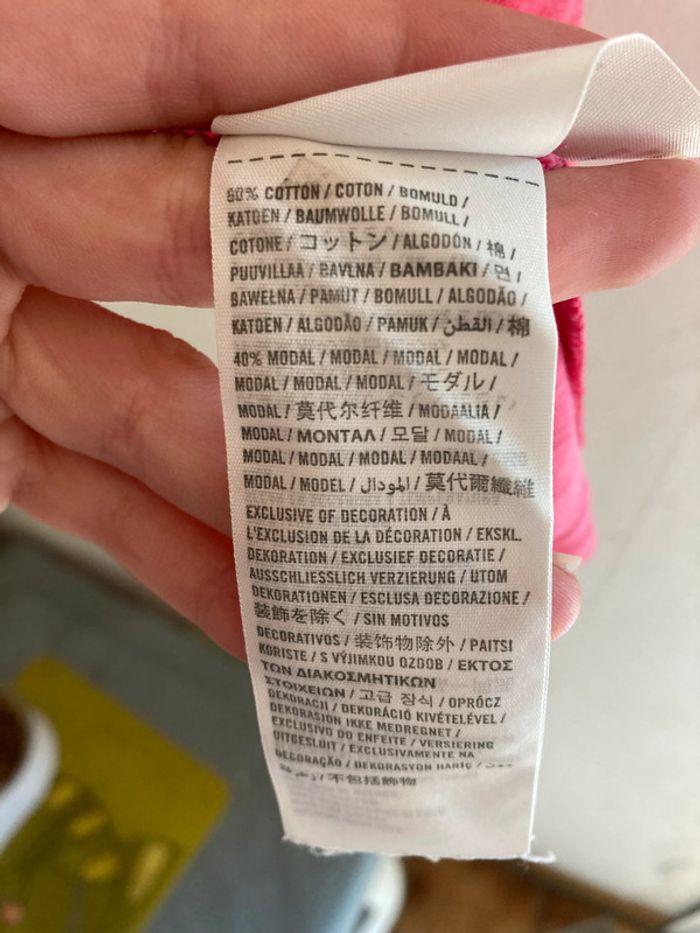 60% COTTON / COTON / BOMULD /
KATOEN / BAUMWOLLE / BOMULL /
COTONE / コットン / ALGODÓN / 棉 /
PUUVILLAA / BAVLNA / BAMBAKI / 면 /
BAWEŁNA / PAMUT / BOMULL / ALGODÃO /
KATOEN / ALGODÃO / PAMUK / القطن / 棉
40% MODAL / MODAL / MODAL / MODAL /
MODAL / MODAL / MODAL / モダル /
MODAL / 莫代尔纤维 / MODAALIA /
MODAL / ΜΟΝΤΑΛ / 모달 / MODAL /
MODAL / MODAL / MODAL / MODAAL /
MODAL / MODEL / المودال / 莫代爾纖維
EXCLUSIVE OF DECORATION / À
L'EXCLUSION DE LA DÉCORATION / EKSKL.
DEKORATION / EXCLUSIEF DECORATIE /
AUSSCHLIESSLICH VERZIERUNG / UTOM
DEKORATIONEN / ESCLUSA DECORAZIONE /
装飾を除く / SIN MOTIVOS
DECORATIVOS / 装饰物除外 / PAITSI
KORISTE / S VÝJIMKOU OZDOB / ΕΚΤΟΣ
ΤΩΝ ΔΙΑΚΟΣΜΗΤΙΚΩΝ
ΣΤΟΙΧΕΙΩΝ / 고급 장식 / OPRÓCZ
DEKORACJI / DEKORÁCIÓ KIVÉTELÉVEL /
DEKORASJON IKKE MEDREGNET /
EXCLUSIVO DO ENFEITE / VERSIERING
UITGESLUIT / EXCLUSIVAMENTE NA
DECORAÇÃO / DEKORASYON HARİÇ /
/ 不包括飾物